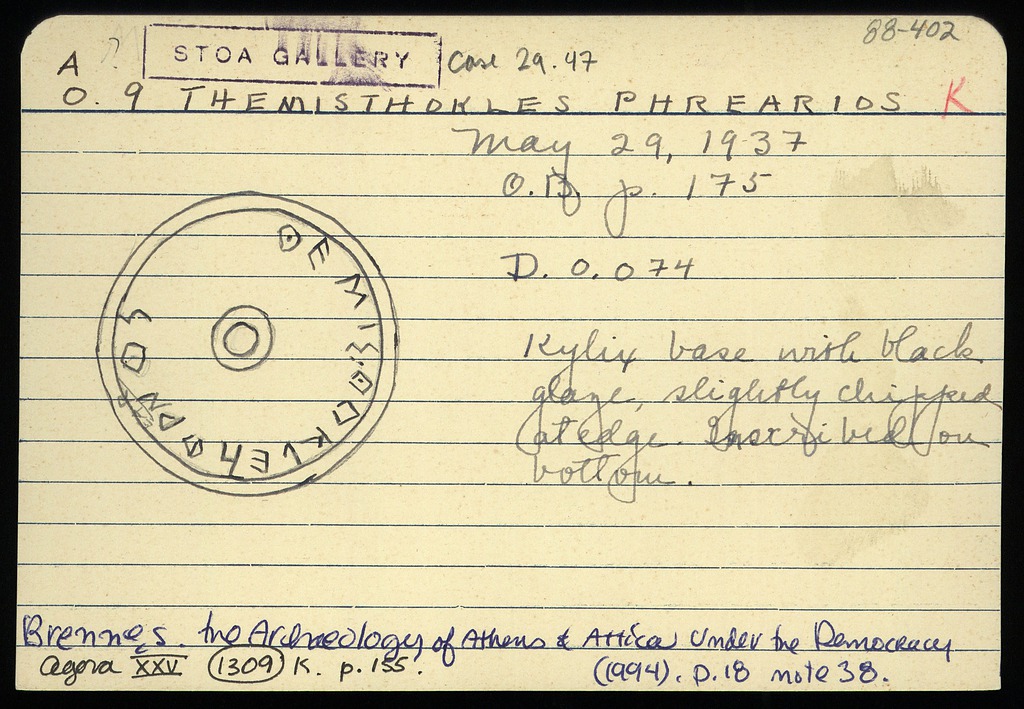 88-402
A STOA GALLERY Case 29.47
O. 9 THEMISTHOKLES PHREARIOS K
May 29, 1937
O.Θ. p. 175
D. 0.074
Kylix base with black
glaze, slightly chipped
at edge. Inscribed on
bottom.
Brennes. The Archaeology of Athens & Attica Under the Democracy
(1994). p.18 note 38.
Agora XXV (1309) K. p. 155.